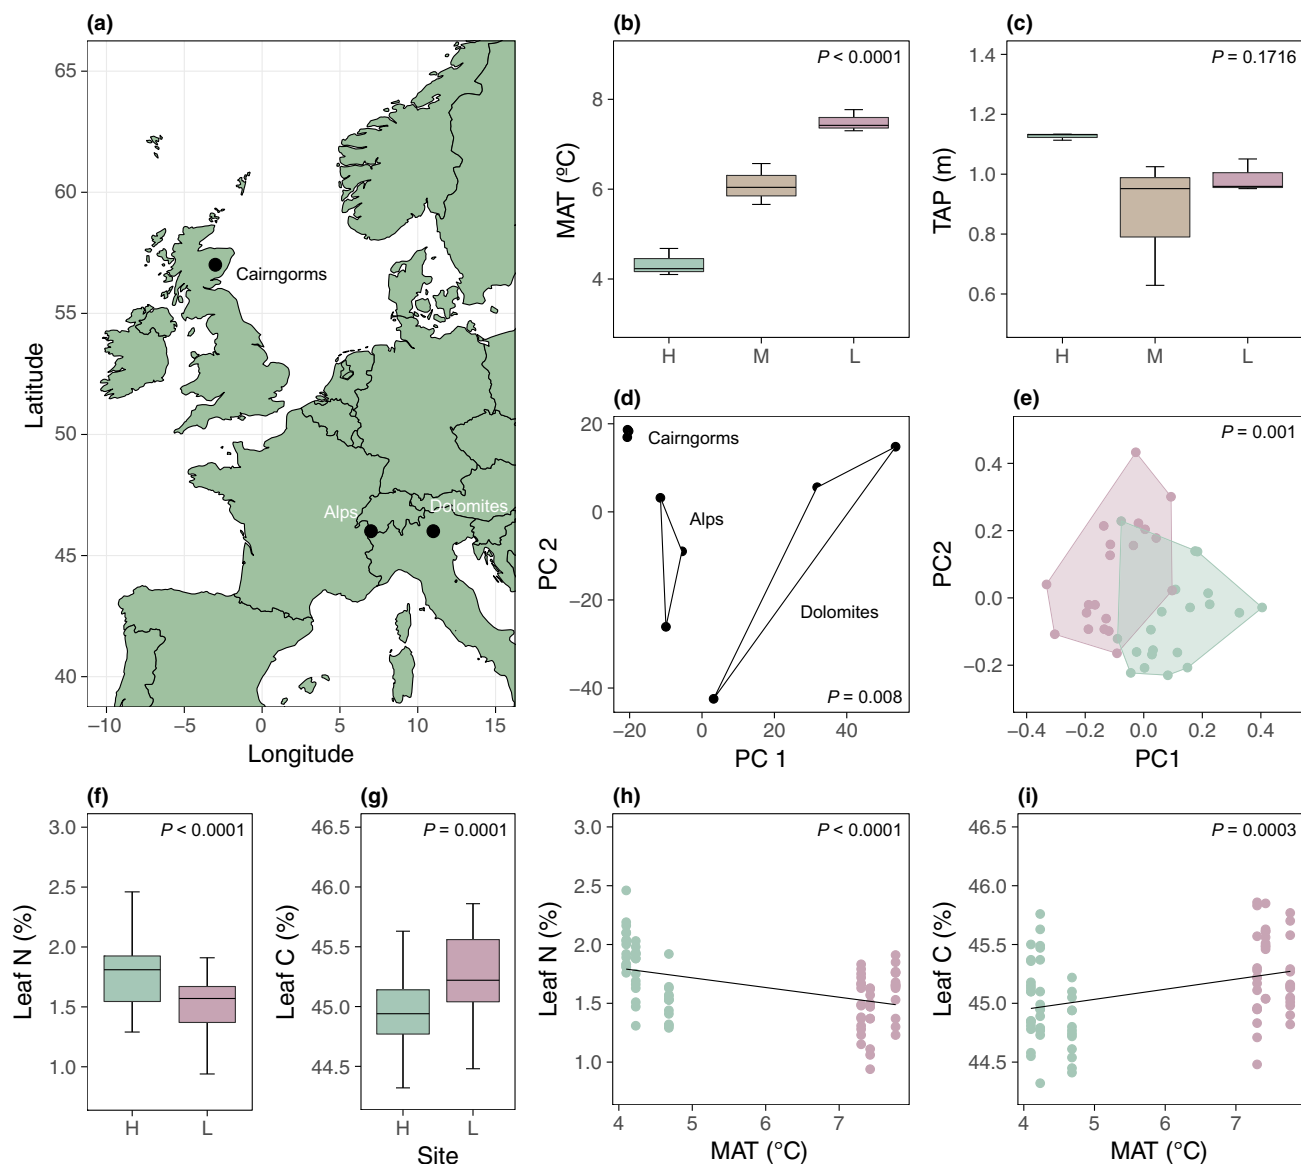 (a)
65
60
55
50
45
40
Latitude
−10
−5
0
5
10
15
Longitude
Cairngorms
Alps
Dolomites
(b)
P < 0.0001
8
6
4
MAT (ºC)
H
M
L
(c)
P = 0.1716
1.4
1.2
1.0
0.8
0.6
TAP (m)
H
M
L
(d)
20
0
−20
−40
PC 2
Cairngorms
Alps
Dolomites
P = 0.008
−20
0
20
40
PC 1
(e)
P = 0.001
0.4
0.2
0.0
−0.2
PC2
−0.4
−0.2
0.0
0.2
0.4
PC1
(f)
P < 0.0001
3.0
2.5
2.0
1.5
1.0
Leaf N (%)
H
L
(g)
P = 0.0001
46.5
46.0
45.5
45.0
44.5
Leaf C (%)
H
L
Site
(h)
P < 0.0001
3.0
2.5
2.0
1.5
1.0
Leaf N (%)
4
5
6
7
MAT (°C)
(i)
P = 0.0003
46.5
46.0
45.5
45.0
44.5
Leaf C (%)
4
5
6
7
MAT (°C)